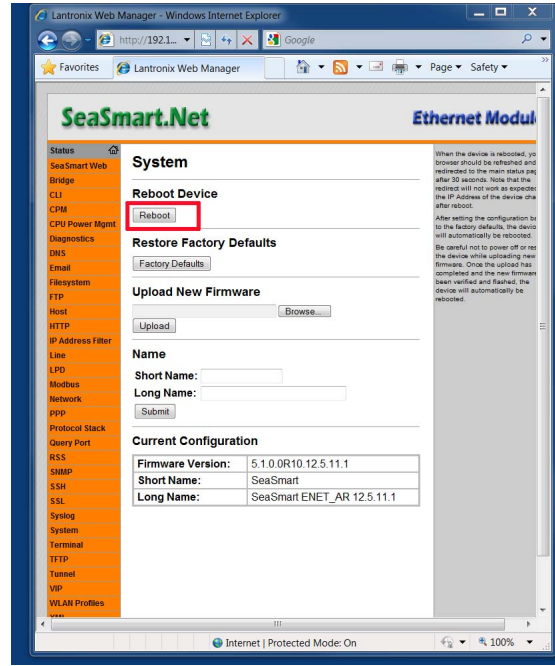 Lantronix Web Manager - Windows Internet Explorer
http://192.1...
Google
Favorites
Lantronix Web Manager
Page
Safety
»
SeaSmart.Net
Ethernet Modul
Status
SeaSmart Web
Bridge
CLI
CPM
CPU Power Mgmt
Diagnostics
DNS
Email
Filesystem
FTP
Host
HTTP
IP Address Filter
Line
LPD
Modbus
Network
PPP
Protocol Stack
Query Port
RSS
SNMP
SSH
SSL
Syslog
System
Terminal
TFTP
Tunnel
VIP
WLAN Profiles
System
Reboot Device
Reboot
Restore Factory Defaults
Factory Defaults
Upload New Firmware
Browse...
Upload
Name
Short Name:
Long Name:
Submit
Current Configuration
Firmware Version: 5.1.0.0R10.12.5.11.1
Short Name: SeaSmart
Long Name: SeaSmart ENET_AR 12.5.11.1
When the device is rebooted, yo
browser should be refreshed and
redirected to the main status pag
after 30 seconds. Note that the
redirect will not work as expected
the IP Address of the device cha
after reboot.
After setting the configuration ba
to the factory defaults, the devic
will automatically be rebooted.
Be careful not to power off or res
the device while uploading new
firmware. Once the upload has
completed and the new firmware
been verified and flashed, the
device will automatically be
rebooted.
Internet | Protected Mode: On
100%